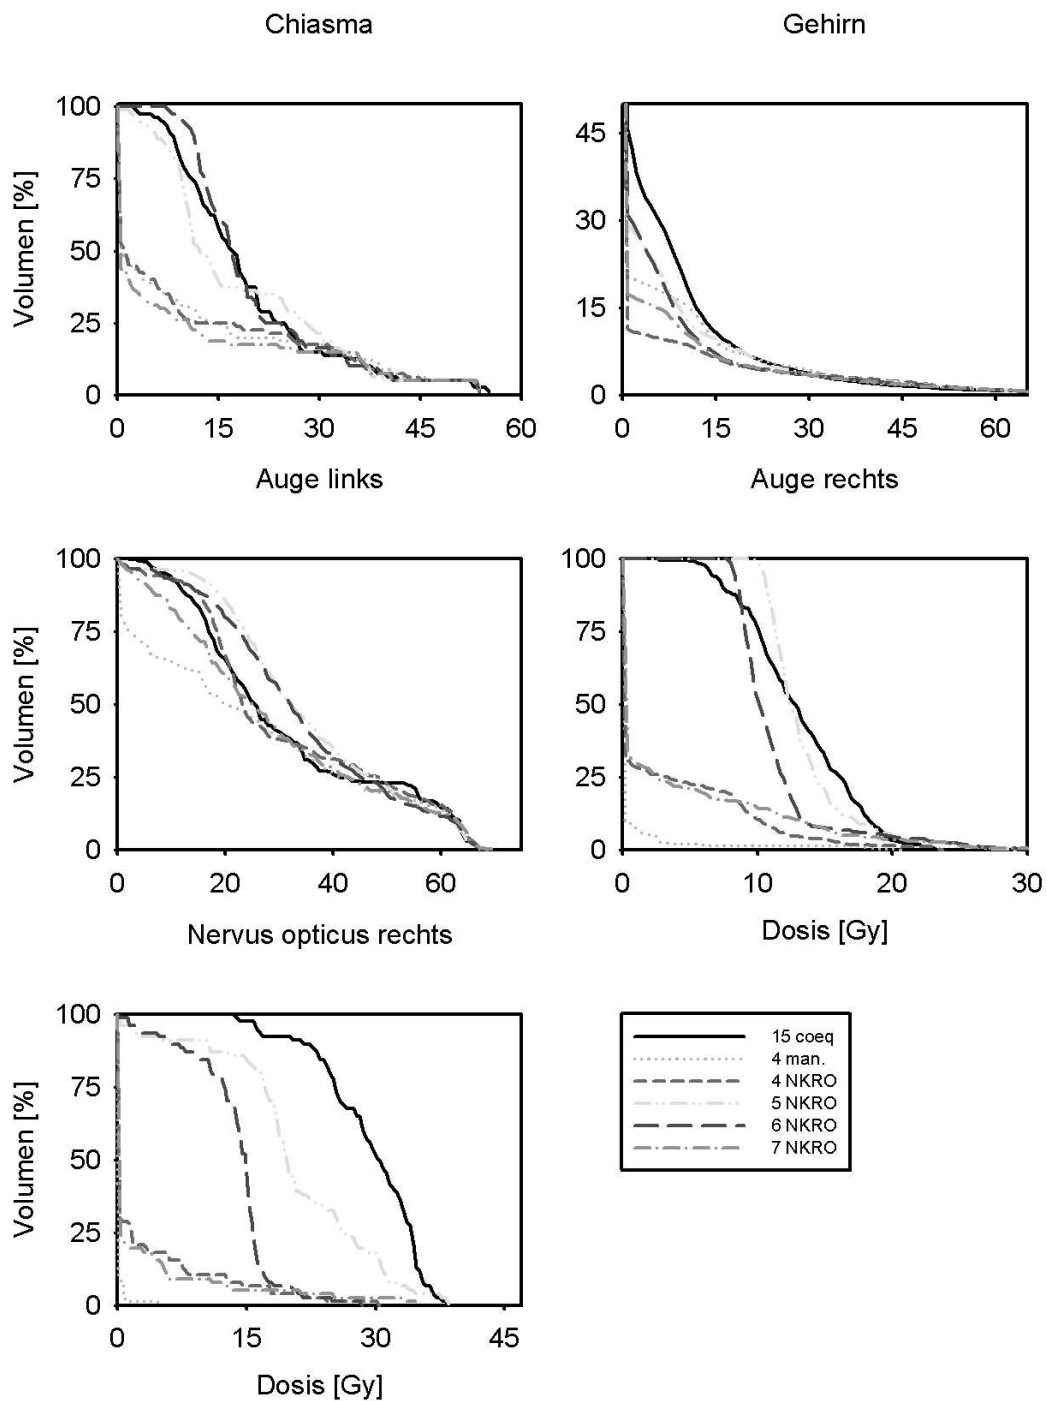 Chiasma
Gehirn
Volumen [%]
100
75
50
25
0
0 15 30 45 60
45
30
15
0
0 15 30 45 60
Auge links
Auge rechts
Volumen [%]
100
75
50
25
0
0 20 40 60
100
75
50
25
0
0 10 20 30
Dosis [Gy]
Nervus opticus rechts
Volumen [%]
100
75
50
25
0
0 15 30 45
Dosis [Gy]
15 coeq
4 man.
4 NKRO
5 NKRO
6 NKRO
7 NKRO